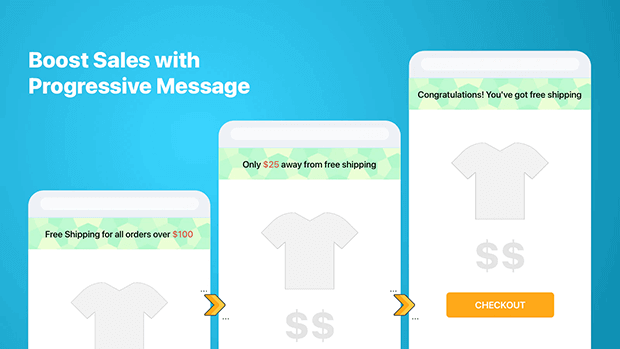 Boost Sales with
Progressive Message
Free Shipping for all orders over $100
Only $25 away from free shipping
$$
Congratulations! You've got free shipping
$$
CHECKOUT